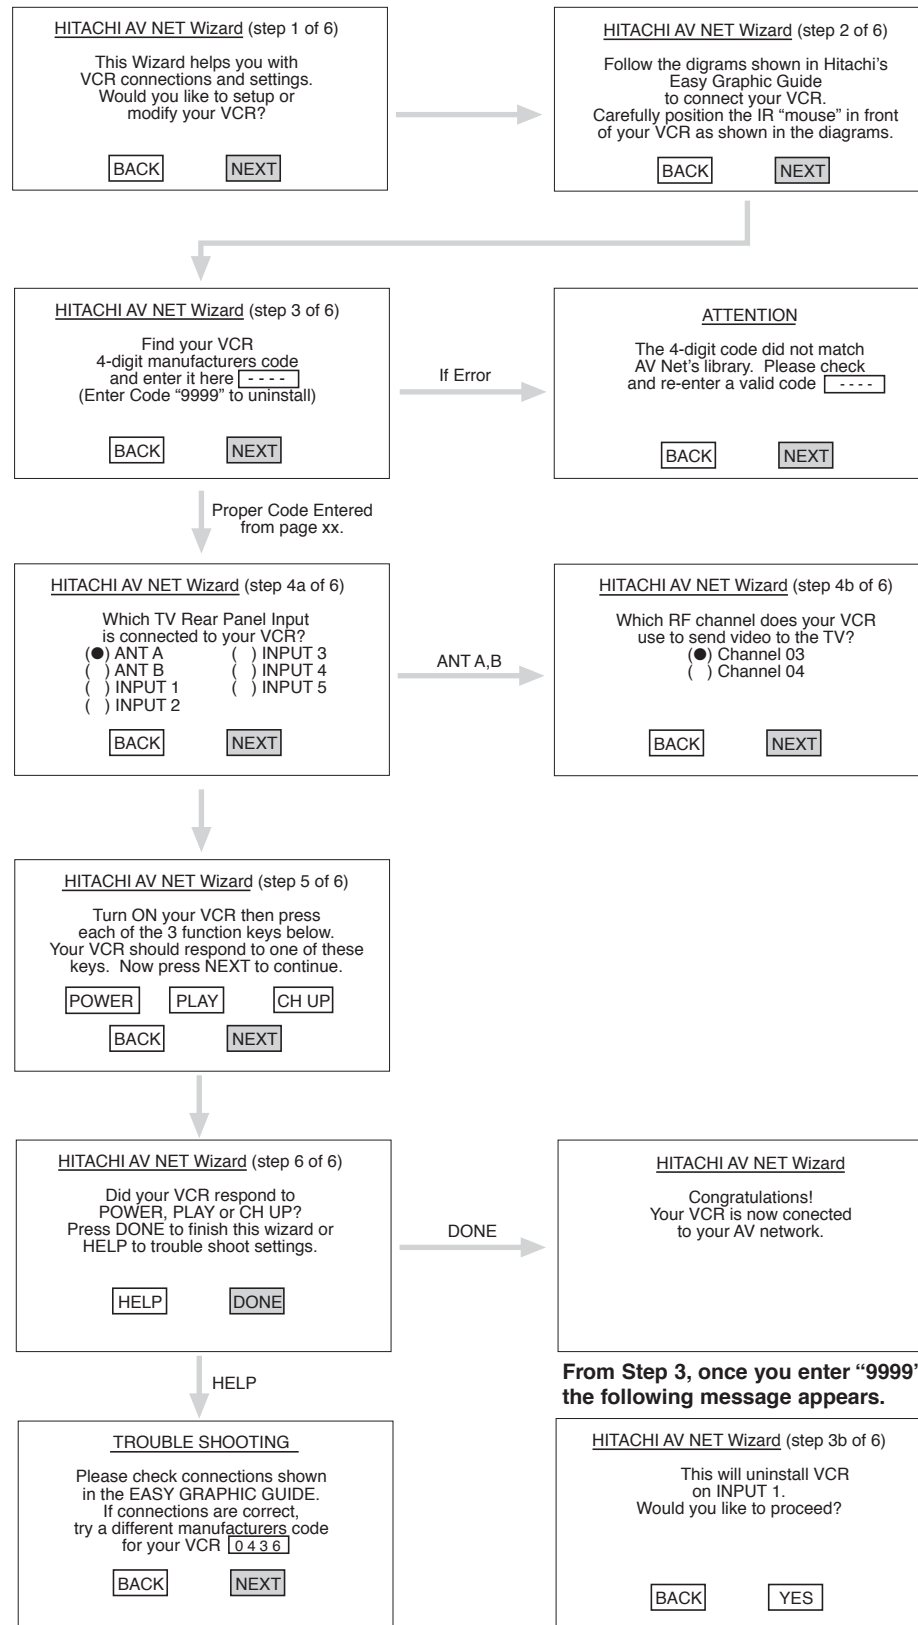 HITACHI AV NET Wizard (step 1 of 6)
This Wizard helps you with
VCR connections and settings.
Would you like to setup or
modify your VCR?
BACK NEXT
HITACHI AV NET Wizard (step 2 of 6)
Follow the digrams shown in Hitachi's
Easy Graphic Guide
to connect your VCR.
Carefully position the IR “mouse” in front
of your VCR as shown in the diagrams.
BACK NEXT
HITACHI AV NET Wizard (step 3 of 6)
Find your VCR
4-digit manufacturers code
and enter it here - - - -
(Enter Code “9999” to uninstall)
BACK NEXT
If Error
ATTENTION
The 4-digit code did not match
AV Net's library. Please check
and re-enter a valid code - - - -
BACK NEXT
Proper Code Entered
from page xx.
HITACHI AV NET Wizard (step 4a of 6)
Which TV Rear Panel Input
is connected to your VCR?
(●) ANT A ( ) INPUT 3
( ) ANT B ( ) INPUT 4
( ) INPUT 1 ( ) INPUT 5
( ) INPUT 2
BACK NEXT
ANT A,B
HITACHI AV NET Wizard (step 4b of 6)
Which RF channel does your VCR
use to send video to the TV?
(●) Channel 03
( ) Channel 04
BACK NEXT
HITACHI AV NET Wizard (step 5 of 6)
Turn ON your VCR then press
each of the 3 function keys below.
Your VCR should respond to one of these
keys. Now press NEXT to continue.
POWER PLAY CH UP
BACK NEXT
HITACHI AV NET Wizard (step 6 of 6)
Did your VCR respond to
POWER, PLAY or CH UP?
Press DONE to finish this wizard or
HELP to trouble shoot settings.
HELP DONE
DONE
HITACHI AV NET Wizard
Congratulations!
Your VCR is now conected
to your AV network.
HELP
TROUBLE SHOOTING
Please check connections shown
in the EASY GRAPHIC GUIDE.
If connections are correct,
try a different manufacturers code
for your VCR 0 4 3 6
BACK NEXT
From Step 3, once you enter “9999”
the following message appears.
HITACHI AV NET Wizard (step 3b of 6)
This will uninstall VCR
on INPUT 1.
Would you like to proceed?
BACK YES